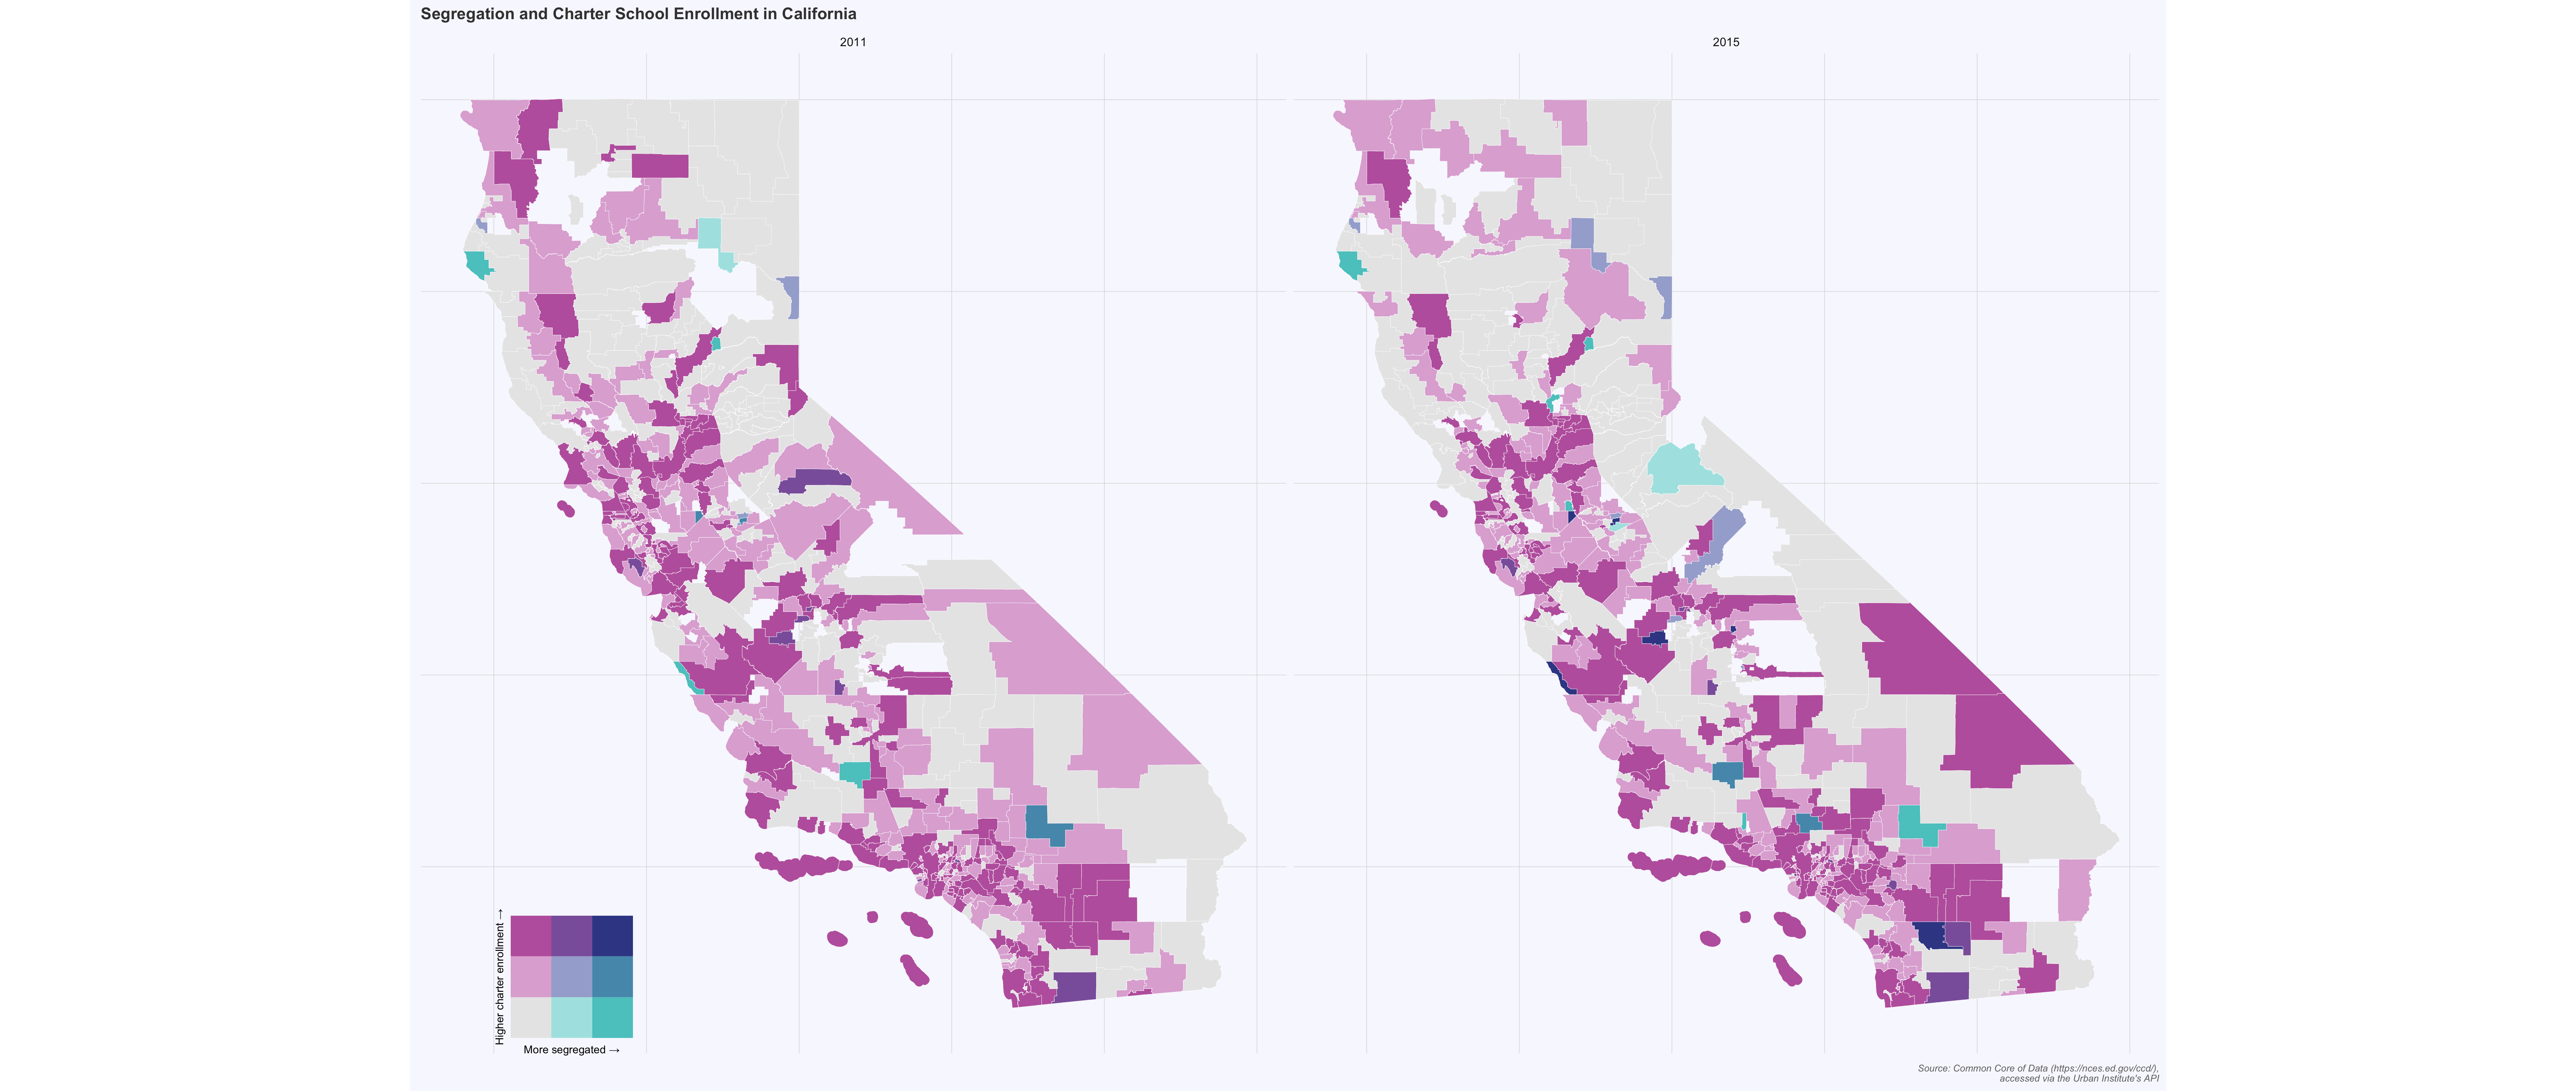 Segregation and Charter School Enrollment in California
2011
2015
Higher charter enrollment →
More segregated →
Source: Common Core of Data (https://nces.ed.gov/ccd/),
accessed via the Urban Institute's API